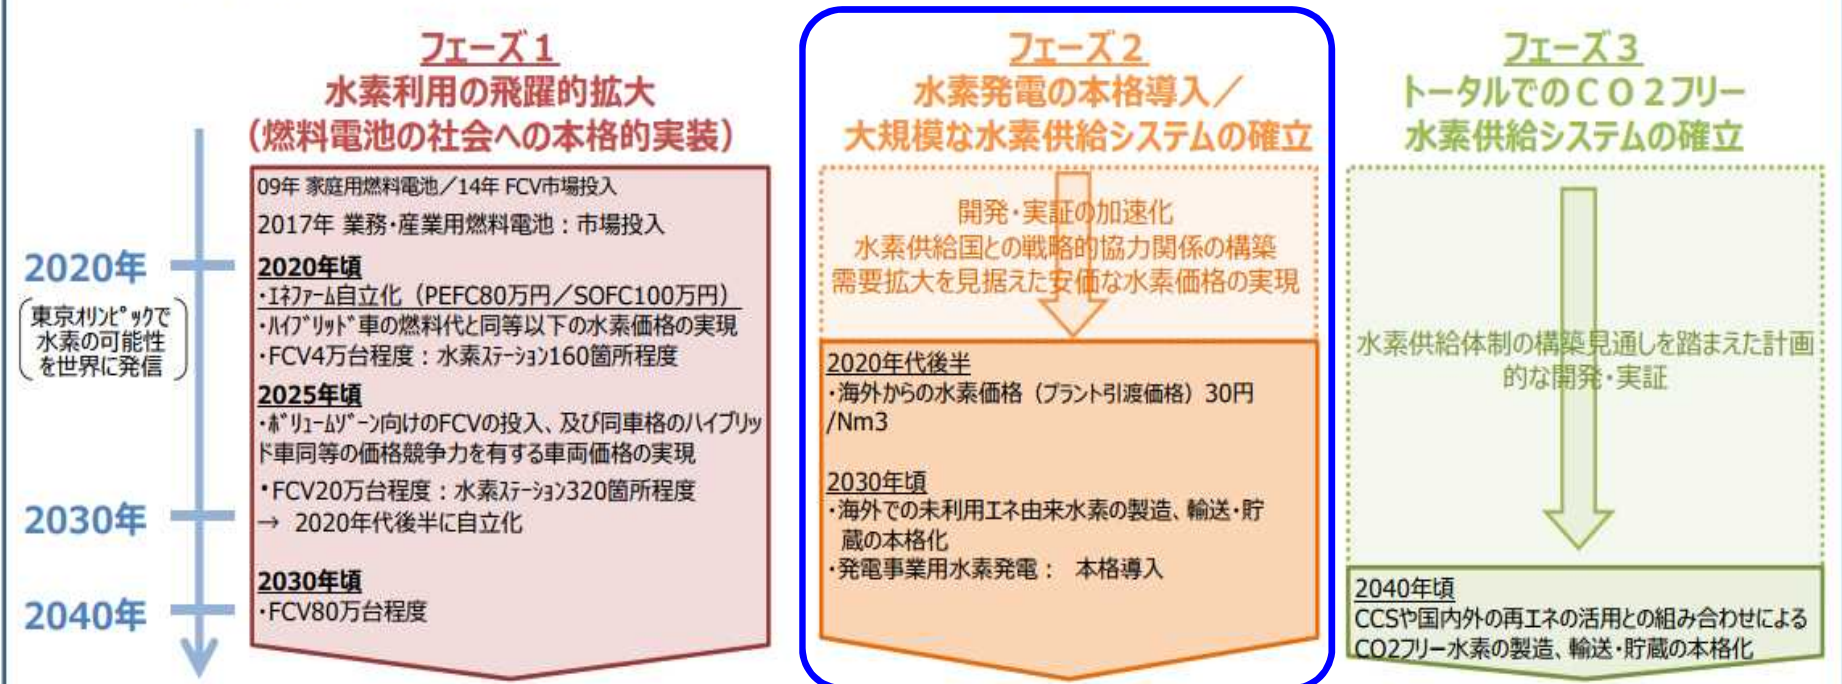 2020年
東京ｵﾘﾝﾋﾟｯｸで
水素の可能性
を世界に発信
2030年
2040年
フェーズ１
水素利用の飛躍的拡大
（燃料電池の社会への本格的実装）
09年 家庭用燃料電池／14年 FCV市場投入
2017年 業務・産業用燃料電池：市場投入
2020年頃
・ｴﾈﾌｧｰﾑ自立化（PEFC80万円／SOFC100万円）
・ﾊｲﾌﾞﾘｯﾄﾞ車の燃料代と同等以下の水素価格の実現
・FCV4万台程度：水素ｽﾃｰｼｮﾝ160箇所程度
2025年頃
・ﾎﾞﾘｭｰﾑｿﾞｰﾝ向けのFCVの投入、及び同車格のハイブリッ
ド車同等の価格競争力を有する車両価格の実現
・FCV20万台程度：水素ｽﾃｰｼｮﾝ320箇所程度
→ 2020年代後半に自立化
2030年頃
・FCV80万台程度
フェーズ２
水素発電の本格導入／
大規模な水素供給システムの確立
開発・実証の加速化
水素供給国との戦略的協力関係の構築
需要拡大を見据えた安価な水素価格の実現
2020年代後半
・海外からの水素価格（プラント引渡価格）30円
/Nm3
2030年頃
・海外での未利用エネ由来水素の製造、輸送・貯
蔵の本格化
・発電事業用水素発電： 本格導入
フェーズ３
トータルでのＣＯ２フリー
水素供給システムの確立
水素供給体制の構築見通しを踏まえた計画
的な開発・実証
2040年頃
CCSや国内外の再エネの活用との組み合わせによる
CO2フリー水素の製造、輸送・貯蔵の本格化